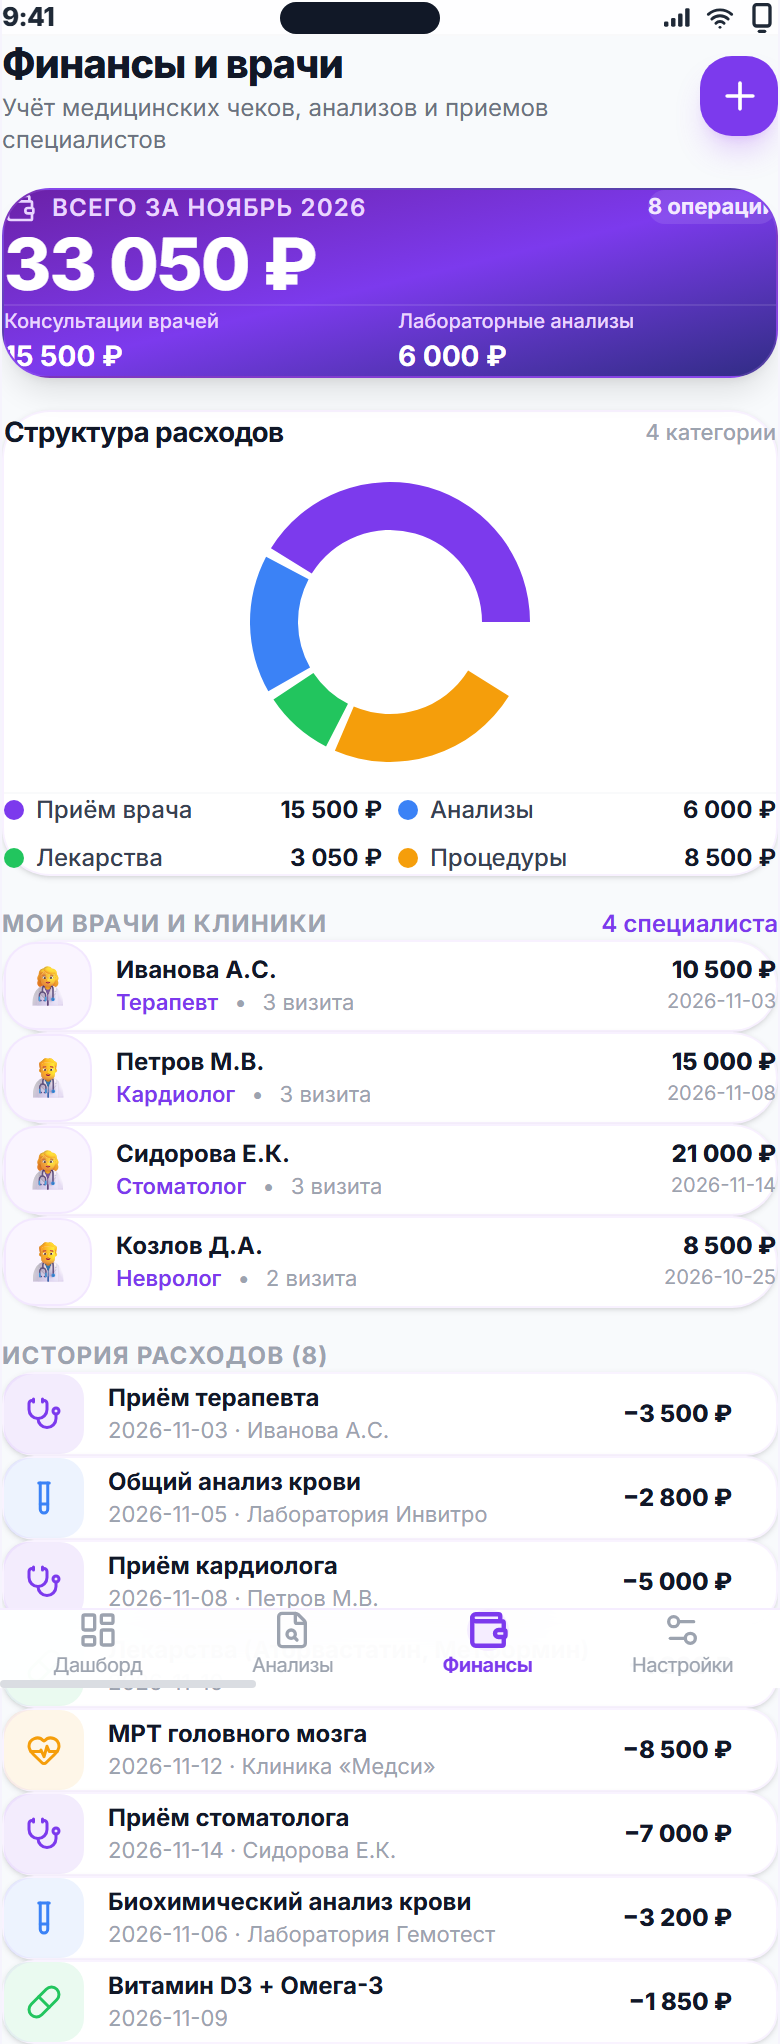 9:41
Финансы и врачи
Учёт медицинских чеков, анализов и приемов
специалистов
ВСЕГО ЗА НОЯБРЬ 2026
8 операци
33 050 ₽
Консультации врачей
Лабораторные анализы
15 500 ₽
6 000 ₽
Структура расходов
4 категории
Приём врача 15 500 ₽
Анализы 6 000 ₽
Лекарства 3 050 ₽
Процедуры 8 500 ₽
МОИ ВРАЧИ И КЛИНИКИ
4 специалиста
Иванова А.С.
10 500 ₽
Терапевт • 3 визита
2026-11-03
Петров М.В.
15 000 ₽
Кардиолог • 3 визита
2026-11-08
Сидорова Е.К.
21 000 ₽
Стоматолог • 3 визита
2026-11-14
Козлов Д.А.
8 500 ₽
Невролог • 2 визита
2026-10-25
ИСТОРИЯ РАСХОДОВ (8)
Приём терапевта
2026-11-03 · Иванова А.С.
−3 500 ₽
Общий анализ крови
2026-11-05 · Лаборатория Инвитро
−2 800 ₽
Приём кардиолога
2026-11-08 · Петров М.В.
−5 000 ₽
Дашборд
Анализы
Финансы
Настройки
МРТ головного мозга
2026-11-12 · Клиника «Медси»
−8 500 ₽
Приём стоматолога
2026-11-14 · Сидорова Е.К.
−7 000 ₽
Биохимический анализ крови
2026-11-06 · Лаборатория Гемотест
−3 200 ₽
Витамин D3 + Омега-3
2026-11-09
−1 850 ₽